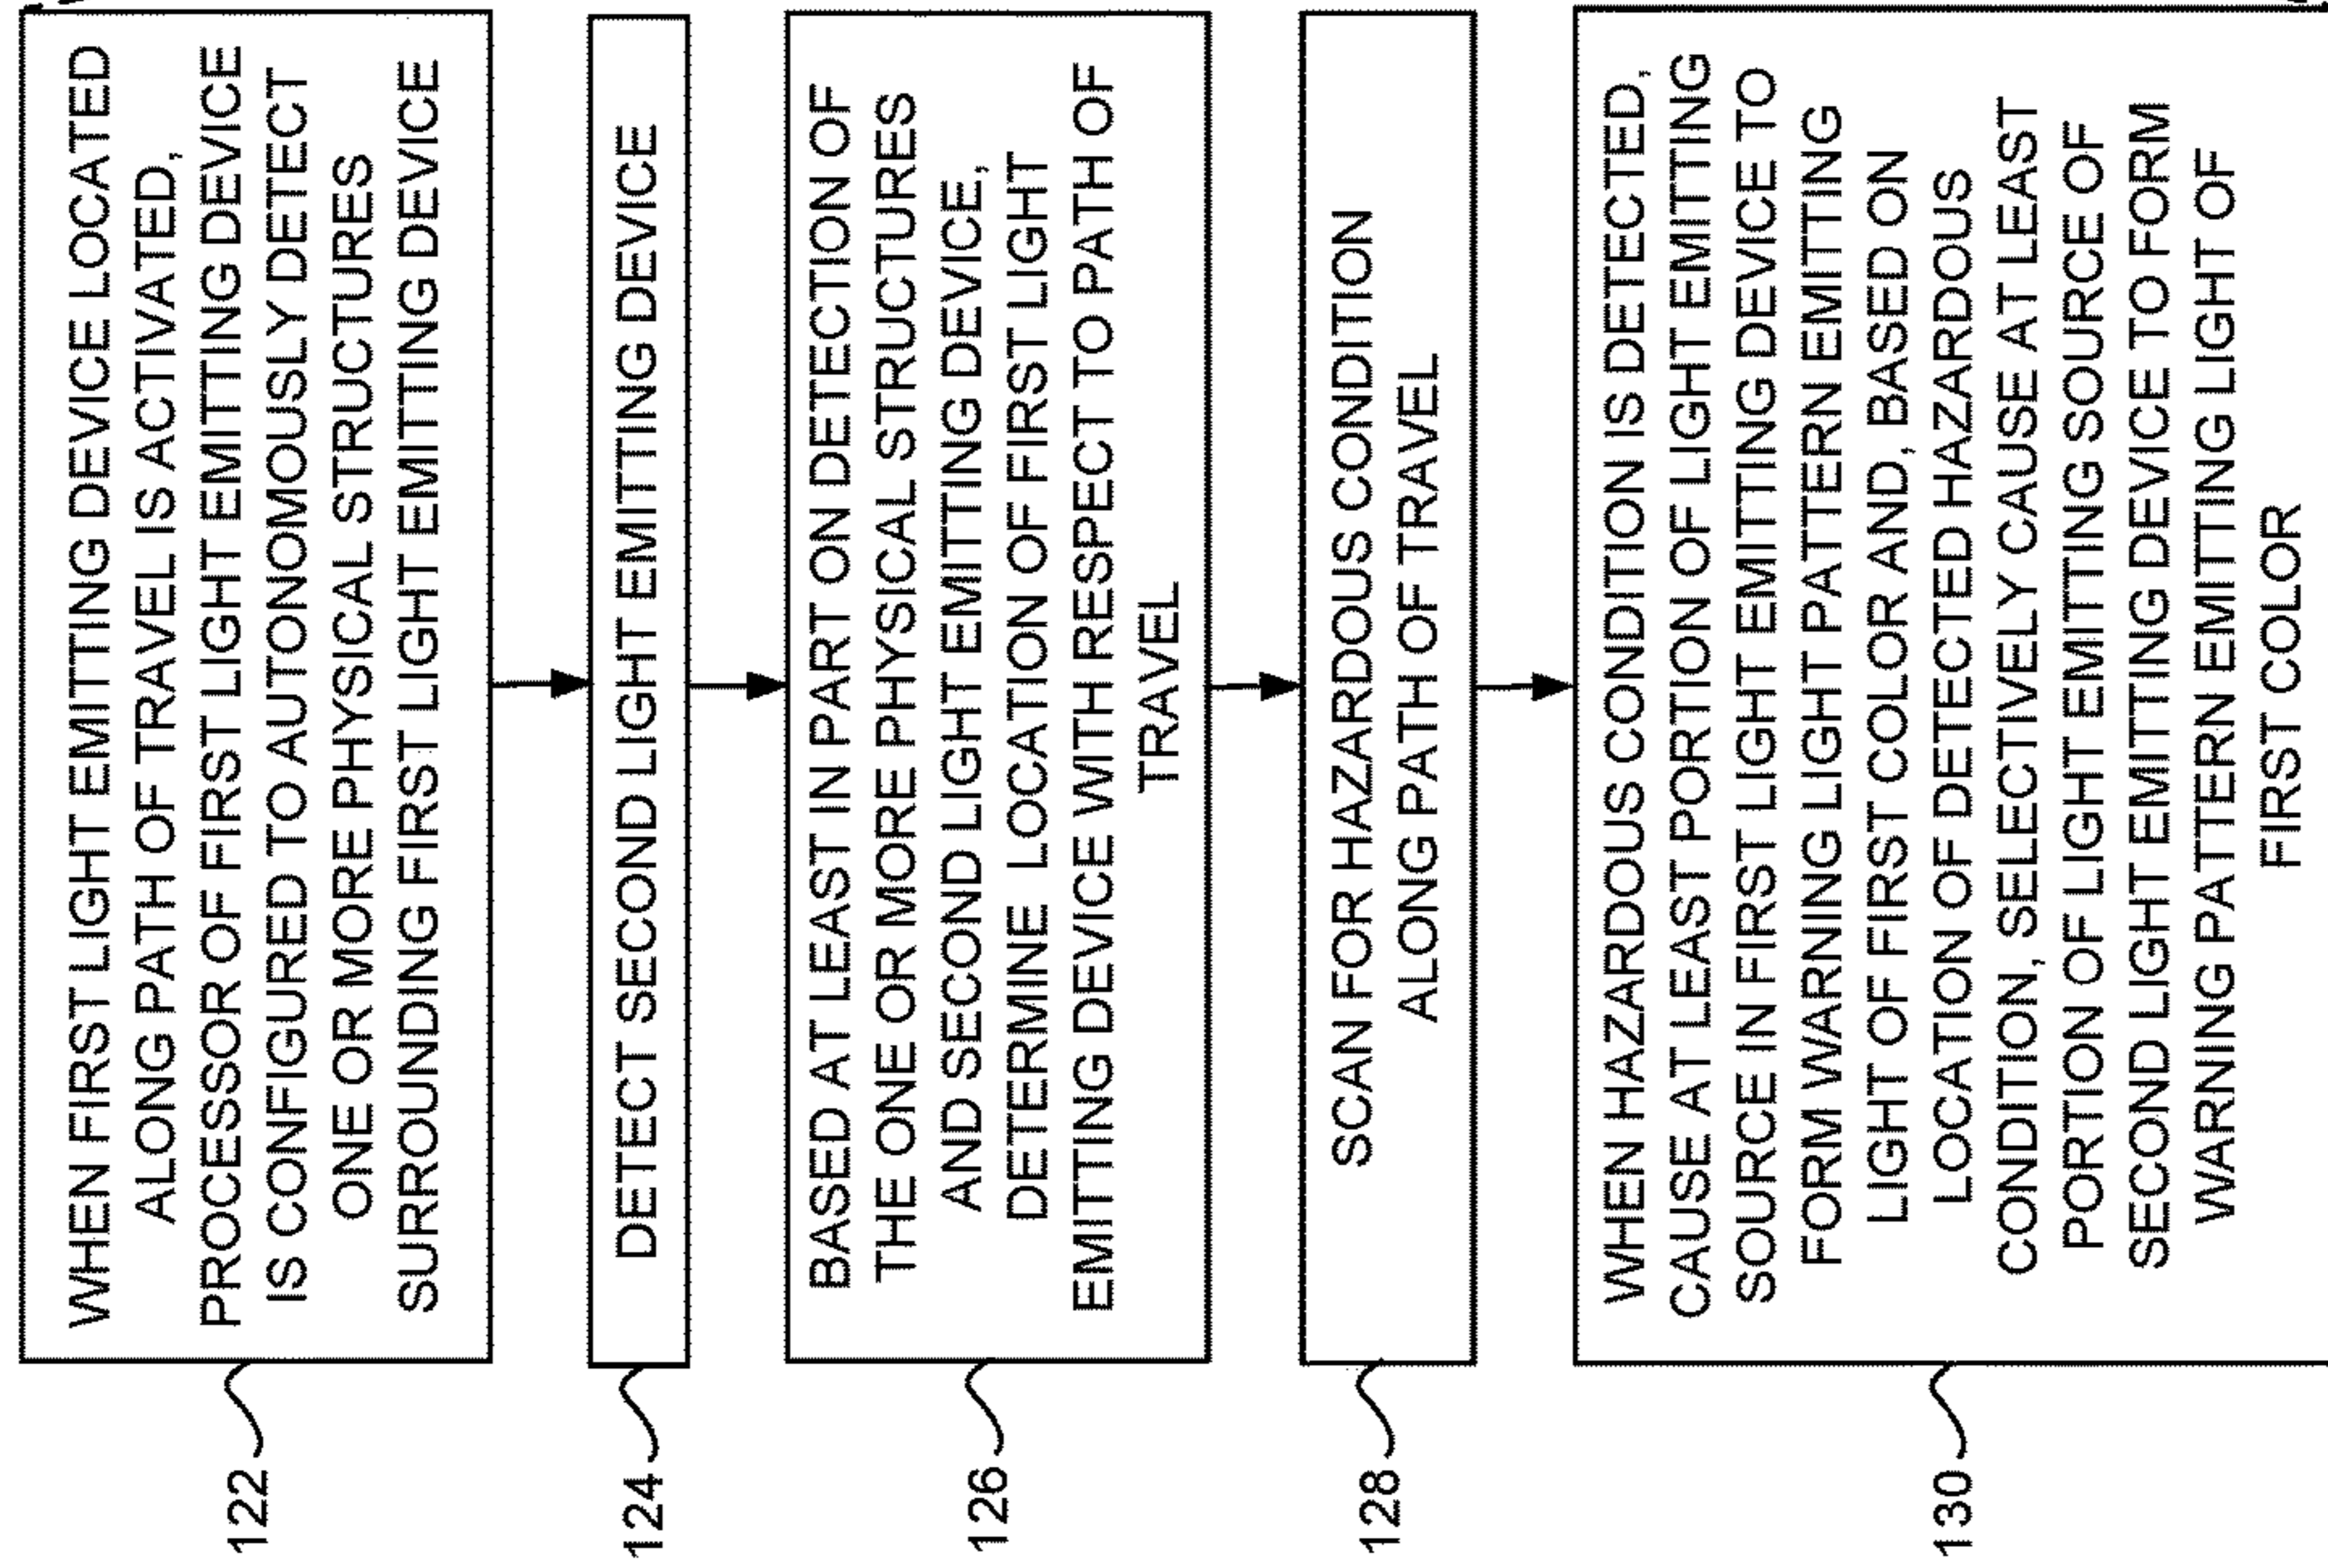 122
WHEN FIRST LIGHT EMITTING DEVICE LOCATED
ALONG PATH OF TRAVEL IS ACTIVATED,
PROCESSOR OF FIRST LIGHT EMITTING DEVICE
IS CONFIGURED TO AUTONOMOUSLY DETECT
ONE OR MORE PHYSICAL STRUCTURES
SURROUNDING FIRST LIGHT EMITTING DEVICE
124
DETECT SECOND LIGHT EMITTING DEVICE
126
BASED AT LEAST IN PART ON DETECTION OF
THE ONE OR MORE PHYSICAL STRUCTURES
AND SECOND LIGHT EMITTING DEVICE,
DETERMINE LOCATION OF FIRST LIGHT
EMITTING DEVICE WITH RESPECT TO PATH OF
TRAVEL
128
SCAN FOR HAZARDOUS CONDITION
ALONG PATH OF TRAVEL
130
WHEN HAZARDOUS CONDITION IS DETECTED,
CAUSE AT LEAST PORTION OF LIGHT EMITTING
SOURCE IN FIRST LIGHT EMITTING DEVICE TO
FORM WARNING LIGHT PATTERN EMITTING
LIGHT OF FIRST COLOR AND, BASED ON
LOCATION OF DETECTED HAZARDOUS
CONDITION, SELECTIVELY CAUSE AT LEAST
PORTION OF LIGHT EMITTING SOURCE OF
SECOND LIGHT EMITTING DEVICE TO FORM
WARNING PATTERN EMITTING LIGHT OF
FIRST COLOR